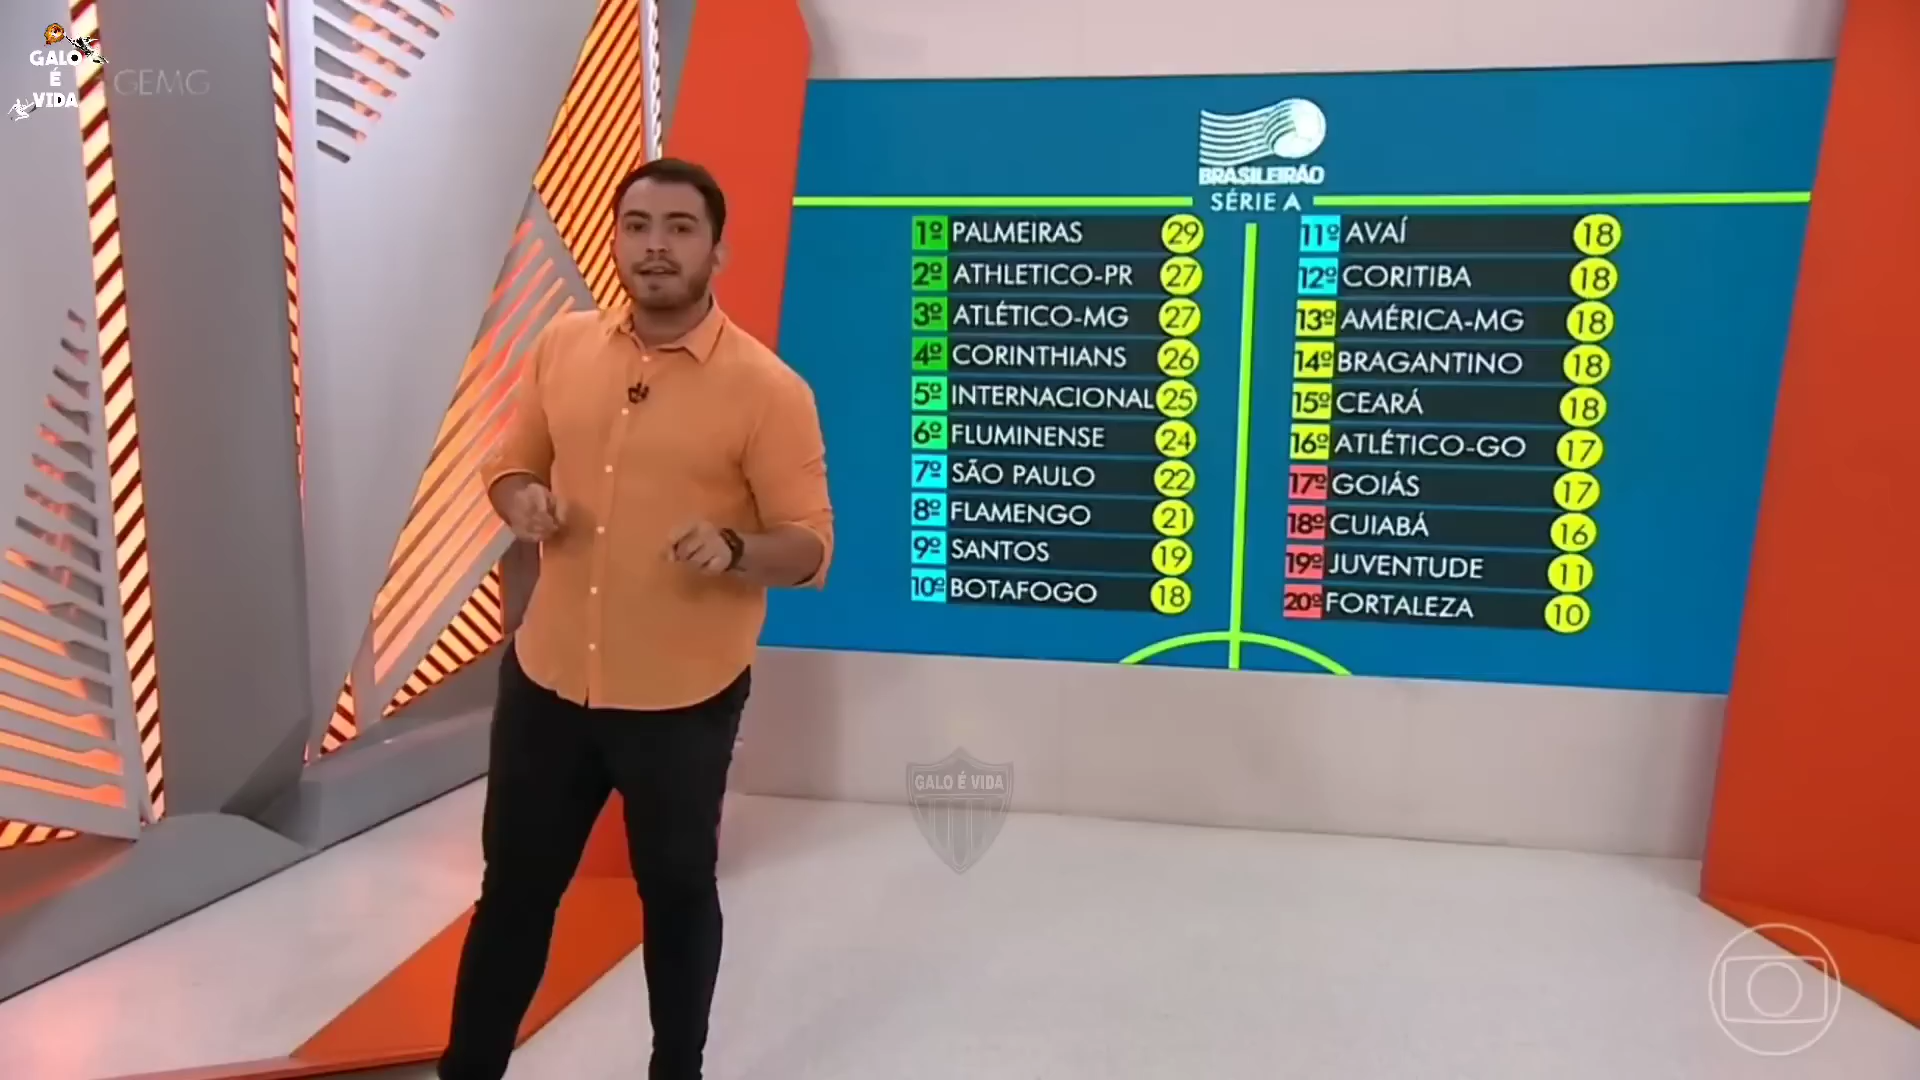 GALO
É
VIDA
GEMG
BRASILEIRÃO
SÉRIE A
1º PALMEIRAS 29
2º ATHLETICO-PR 27
3º ATLÉTICO-MG 27
4º CORINTHIANS 26
5º INTERNACIONAL 25
6º FLUMINENSE 24
7º SÃO PAULO 22
8º FLAMENGO 21
9º SANTOS 19
10º BOTAFOGO 18
11º AVAÍ 18
12º CORITIBA 18
13º AMÉRICA-MG 18
14º BRAGANTINO 18
15º CEARÁ 18
16º ATLÉTICO-GO 17
17º GOIÁS 17
18º CUIABÁ 16
19º JUVENTUDE 11
20º FORTALEZA 10
GALO É VIDA